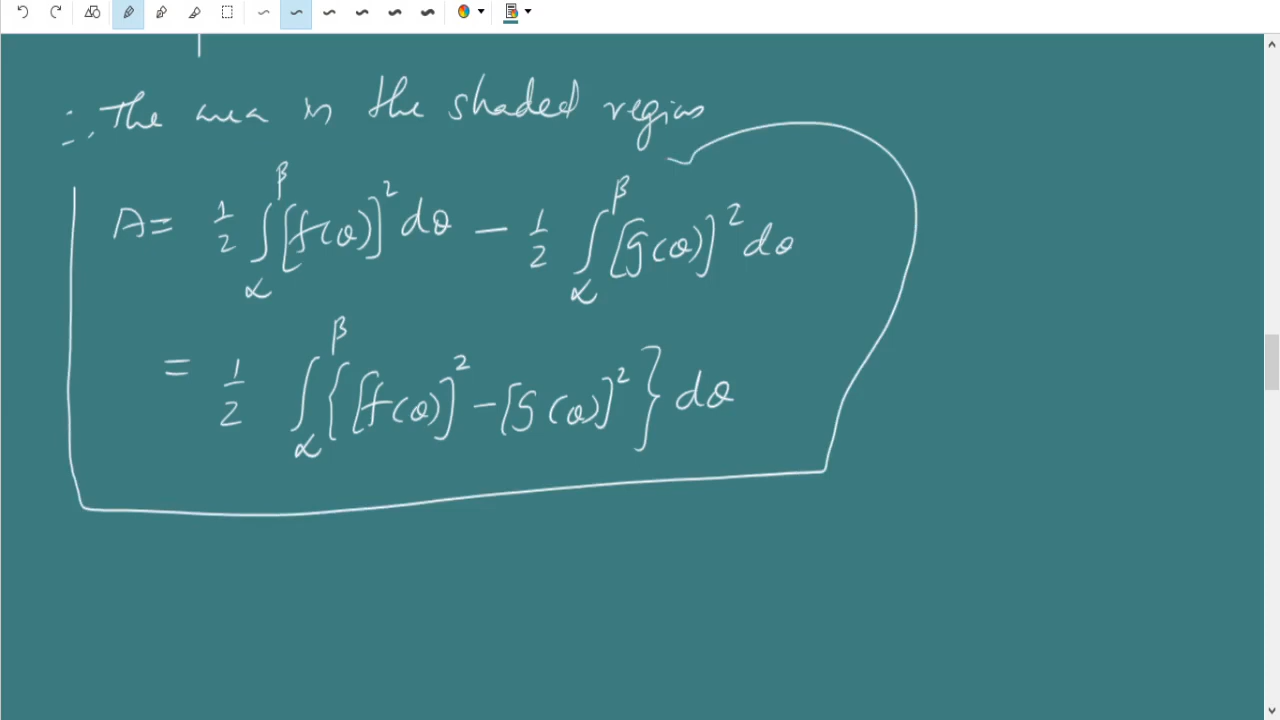 ∴ The area in the shaded region
A = 1/2 ∫_α^β [f(θ)]² dθ − 1/2 ∫_α^β [g(θ)]² dθ
= 1/2 ∫_α^β {[f(θ)]² − [g(θ)]²} dθ